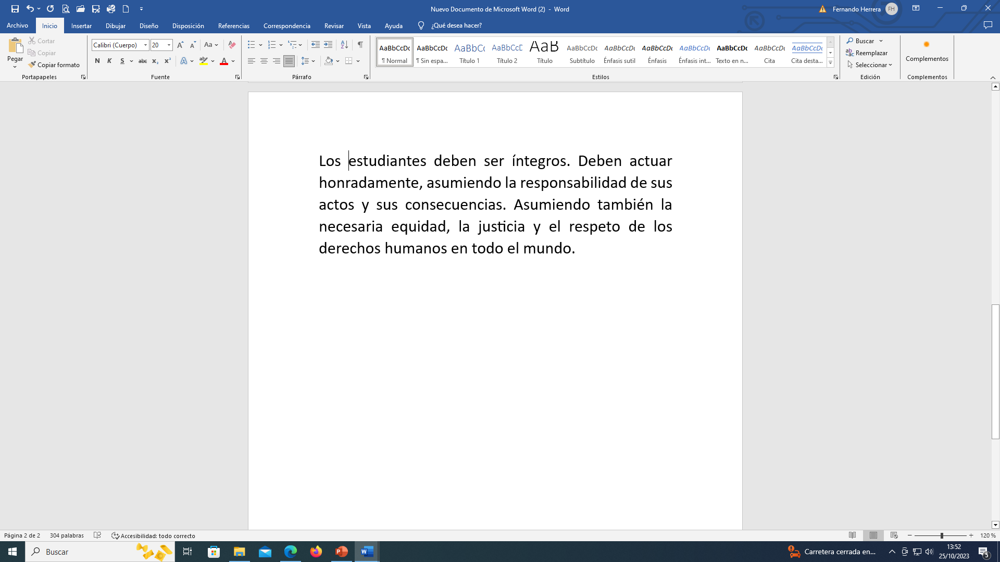 Nuevo Documento de Microsoft Word (2)  -  Word
Fernando Herrera
FH
Archivo
Inicio
Insertar
Dibujar
Diseño
Disposición
Referencias
Correspondencia
Revisar
Vista
Ayuda
¿Qué desea hacer?
Pegar
Cortar
Copiar
Copiar formato
Portapapeles
Calibri (Cuerpo)
20
Fuente
Párrafo
AaBbCcDc
¶ Normal
AaBbCcDc
¶ Sin espa...
AaBbCc
Título 1
AaBbCcD
Título 2
AaB
Título
AaBbCcDc
Subtítulo
AaBbCcDc
Énfasis sutil
AaBbCcDc
Énfasis
AaBbCcDc
Énfasis int...
AaBbCcDc
Texto en n...
AaBbCcDc
Cita
AaBbCcDc
Cita desta...
Estilos
Buscar
Reemplazar
Seleccionar
Edición
Complementos
Complementos
Los estudiantes deben ser íntegros. Deben actuar
honradamente, asumiendo la responsabilidad de sus
actos y sus consecuencias. Asumiendo también la
necesaria equidad, la justicia y el respeto de los
derechos humanos en todo el mundo.
Página 2 de 2
304 palabras
Accesibilidad: todo correcto
120 %
Buscar
Carretera cerrada en...
13:52
25/10/2023
5